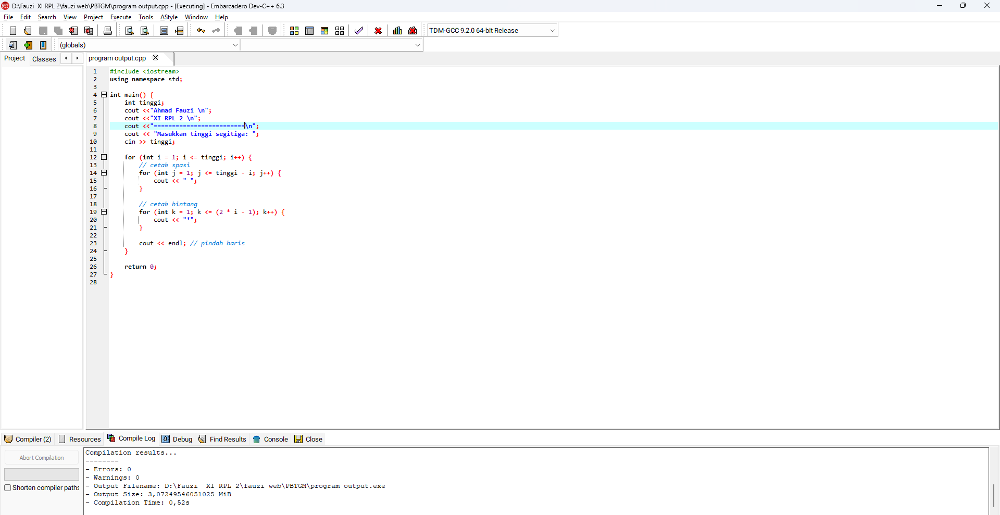 D:\Fauzi  XI RPL 2\fauzi web\PBTGM\program output.cpp - [Executing] - Embarcadero Dev-C++ 6.3
File Edit Search View Project Execute Tools AStyle Window Help
TDM-GCC 9.2.0 64-bit Release
(globals)
Project Classes program output.cpp
1 #include <iostream>
2 using namespace std;
3
4 int main() {
5     int tinggi;
6     cout <<"Ahmad Fauzi \n";
7     cout <<"XI RPL 2 \n";
8     cout <<"=========================\n";
9     cout << "Masukkan tinggi segitiga: ";
10     cin >> tinggi;
11
12     for (int i = 1; i <= tinggi; i++) {
13         // cetak spasi
14         for (int j = 1; j <= tinggi - i; j++) {
15             cout << " ";
16         }
17
18         // cetak bintang
19         for (int k = 1; k <= (2 * i - 1); k++) {
20             cout << "*";
21         }
22
23         cout << endl; // pindah baris
24     }
25
26     return 0;
27 }
28
Compiler (2) Resources Compile Log Debug Find Results Console Close
Abort Compilation
Shorten compiler paths
Compilation results...
--------
- Errors: 0
- Warnings: 0
- Output Filename: D:\Fauzi  XI RPL 2\fauzi web\PBTGM\program output.exe
- Output Size: 3,07249546051025 MiB
- Compilation Time: 0,52s